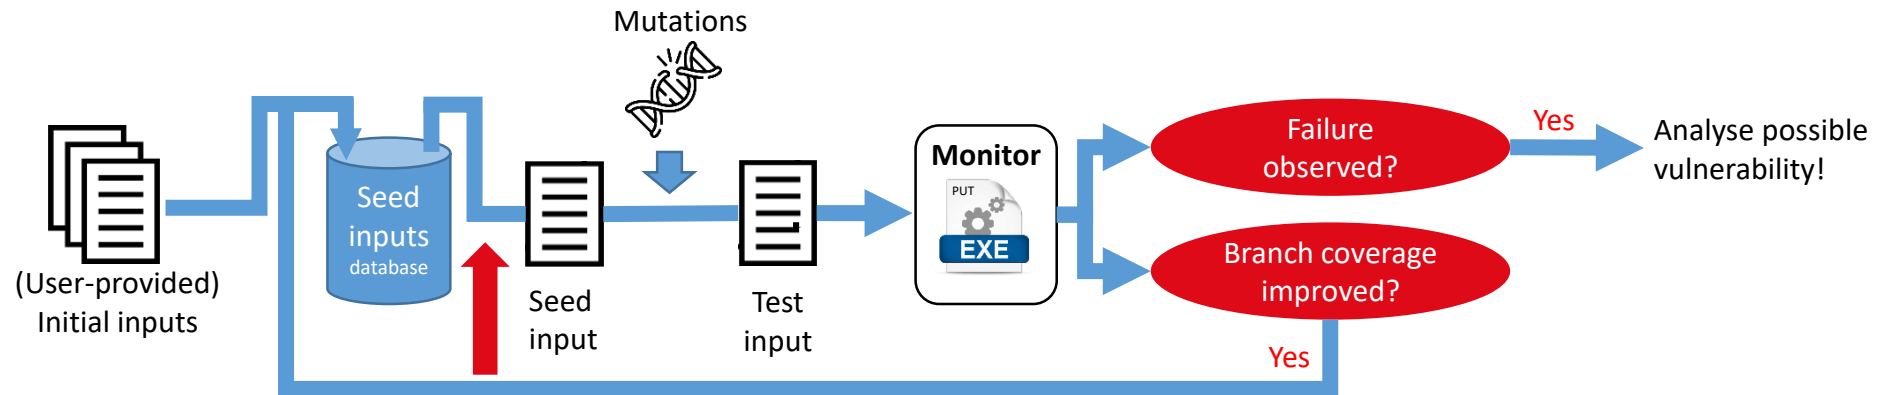 Mutations
(User-provided)
Initial inputs
Seed
inputs
database
Seed
input
Test
input
Monitor
PUT
EXE
Failure
observed?
Yes
Analyse possible
vulnerability!
Branch coverage
improved?
Yes